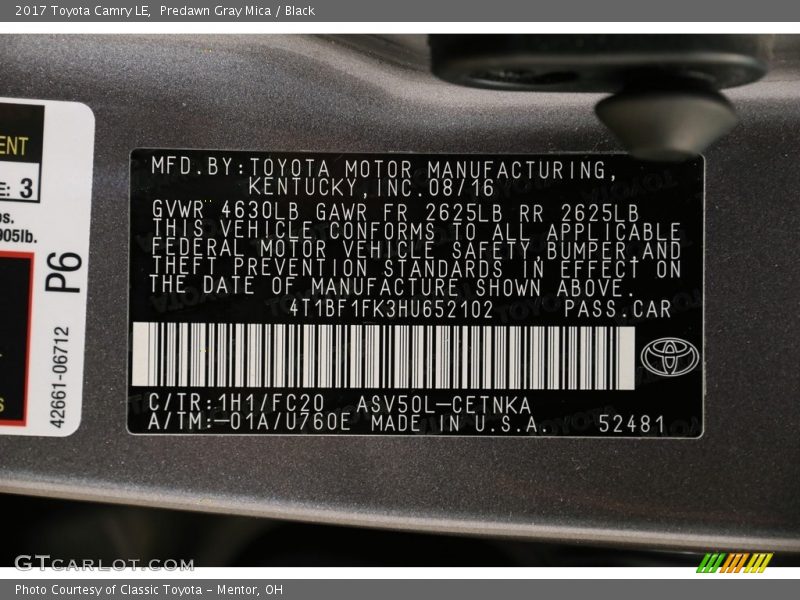 2017 Toyota Camry LE, Predawn Gray Mica / Black
ENT
E: 3
os.
905lb.
P6
42661-06712
MFD.BY:TOYOTA MOTOR MANUFACTURING,
KENTUCKY,INC.08/16
GVWR 4630LB GAWR FR 2625LB RR 2625LB
THIS VEHICLE CONFORMS TO ALL APPLICABLE
FEDERAL MOTOR VEHICLE SAFETY,BUMPER,AND
THEFT PREVENTION STANDARDS IN EFFECT ON
THE DATE OF MANUFACTURE SHOWN ABOVE.
4T1BF1FK3HU652102 PASS.CAR
C/TR:1H1/FC20 ASV50L-CETNKA
A/TM:-01A/U760E MADE IN U.S.A. 52481
GTCARLOT.COM
Photo Courtesy of Classic Toyota - Mentor, OH